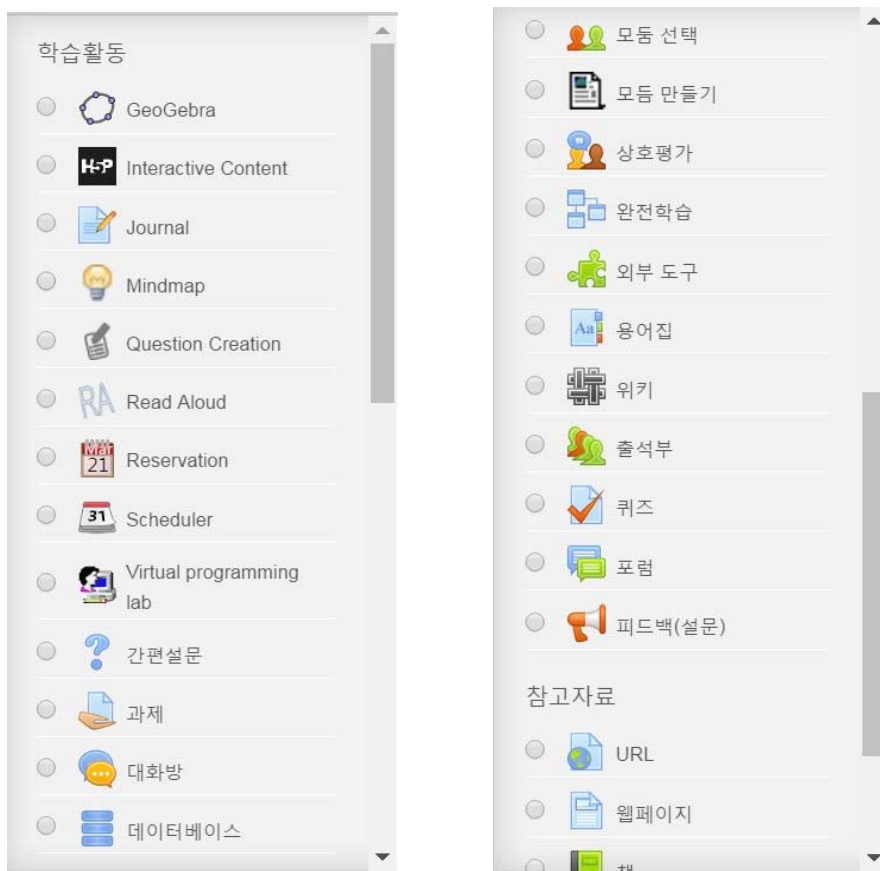 학습활동
GeoGebra
H-P
Interactive Content
Journal
Mindmap
Question Creation
RA
Read Aloud
Mar
21
Reservation
31
Scheduler
Virtual programming
lab
?
간편설문
과제
대화방
데이터베이스
모둠 선택
모듬 만들기
상호평가
완전학습
외부 도구
Aa
용어집
위키
출석부
퀴즈
포럼
피드백(설문)
참고자료
URL
웹페이지